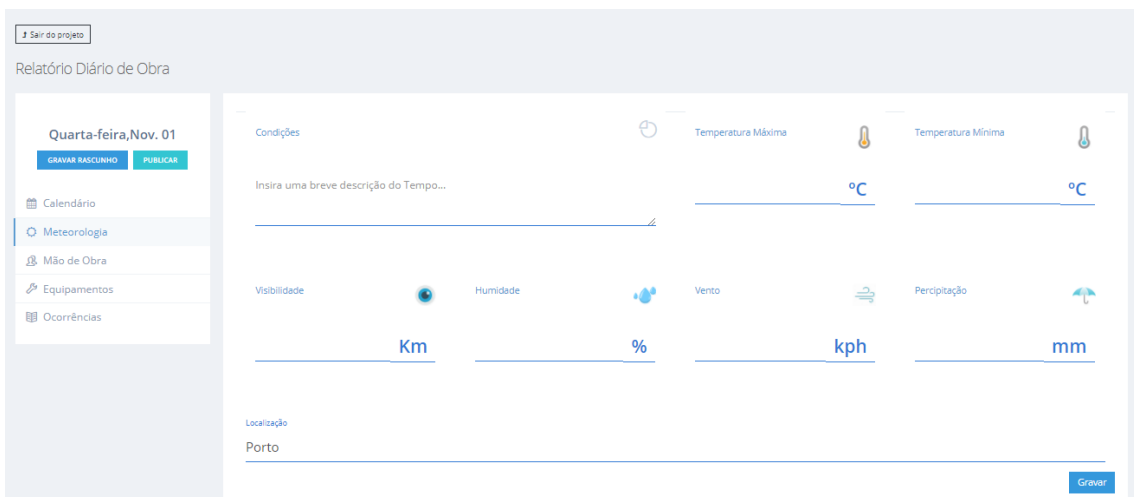 Sair do projeto
Relatório Diário de Obra
Quarta-feira,Nov. 01
GRAVAR RASCUNHO
PUBLICAR
Calendário
Meteorologia
Mão de Obra
Equipamentos
Ocorrências
Condições
Insira uma breve descrição do Tempo...
Temperatura Máxima
ºC
Temperatura Mínima
ºC
Visibilidade
Km
Humidade
%
Vento
kph
Percipitação
mm
Localização
Porto
Gravar